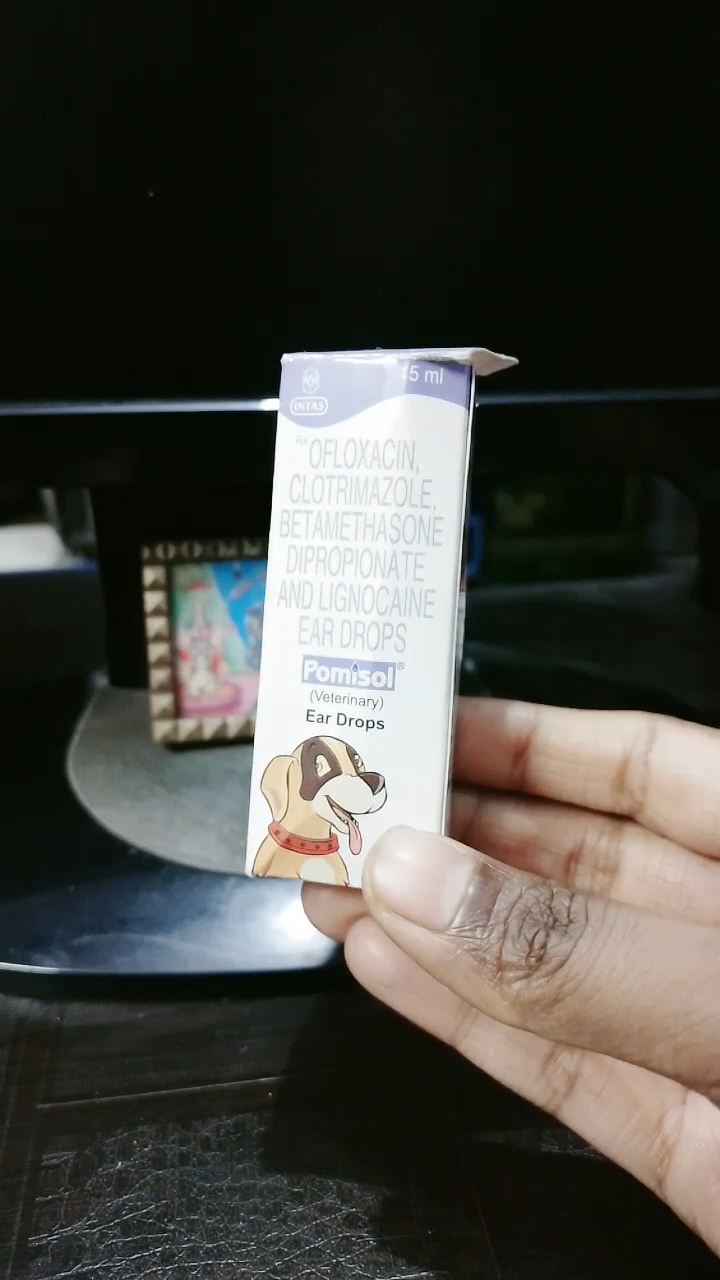 15 ml
INTAS
Rx OFLOXACIN,
CLOTRIMAZOLE,
BETAMETHASONE
DIPROPIONATE
AND LIGNOCAINE
EAR DROPS
Pomisol®
(Veterinary)
Ear Drops